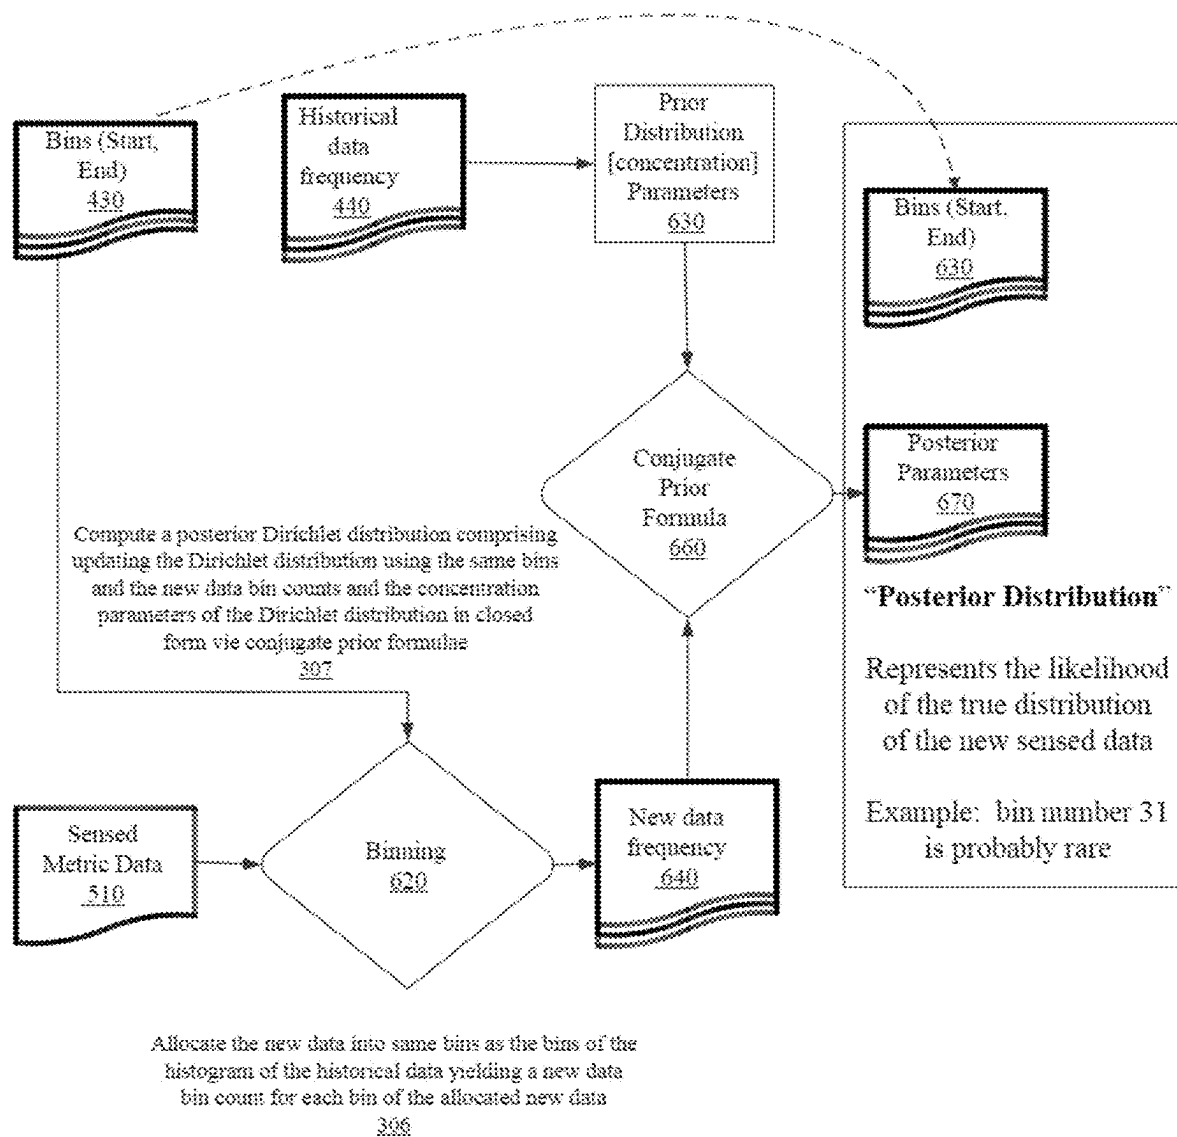 Bins (Start,
End)
430
Historical
data
frequency)
440
Prior
Distribution
[concentration]
Parameters
630
Bins (Start,
End)
630
Conjugate
Prior
Formula
660
Posterior
Parameters
670
Compute a posterior Dirichlet distribution comprising
updating the Dirichlet distribution using the same bins
and the new data bin counts and the concentration
parameters of the Dirichlet distribution in closed
form vie conjugate prior formulae
307
"Posterior Distribution"
Represents the likelihood
of the true distribution
of the new sensed data
Example: bin number 31
is probably rare
Sensed
Metric Data
510
Binning
620
New data
frequency)
640
Allocate the new data into same bins as the bins of the
histogram of the historical data yielding a new data
bin count for each bin of the allocated new data
306